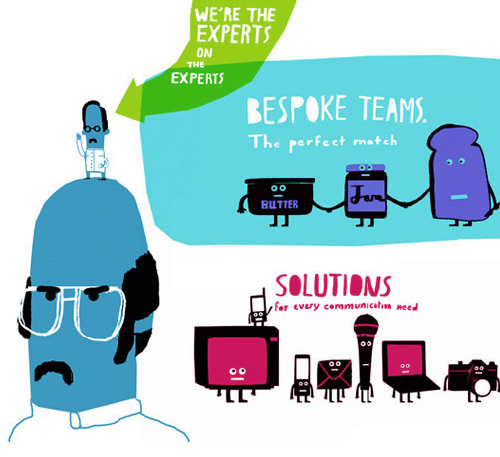 WE'RE THE
EXPERTS
ON
THE
EXPERTS
BESPOKE TEAMS.
The perfect match
BUTTER
Jam
SOLUTIONS
for every communication need